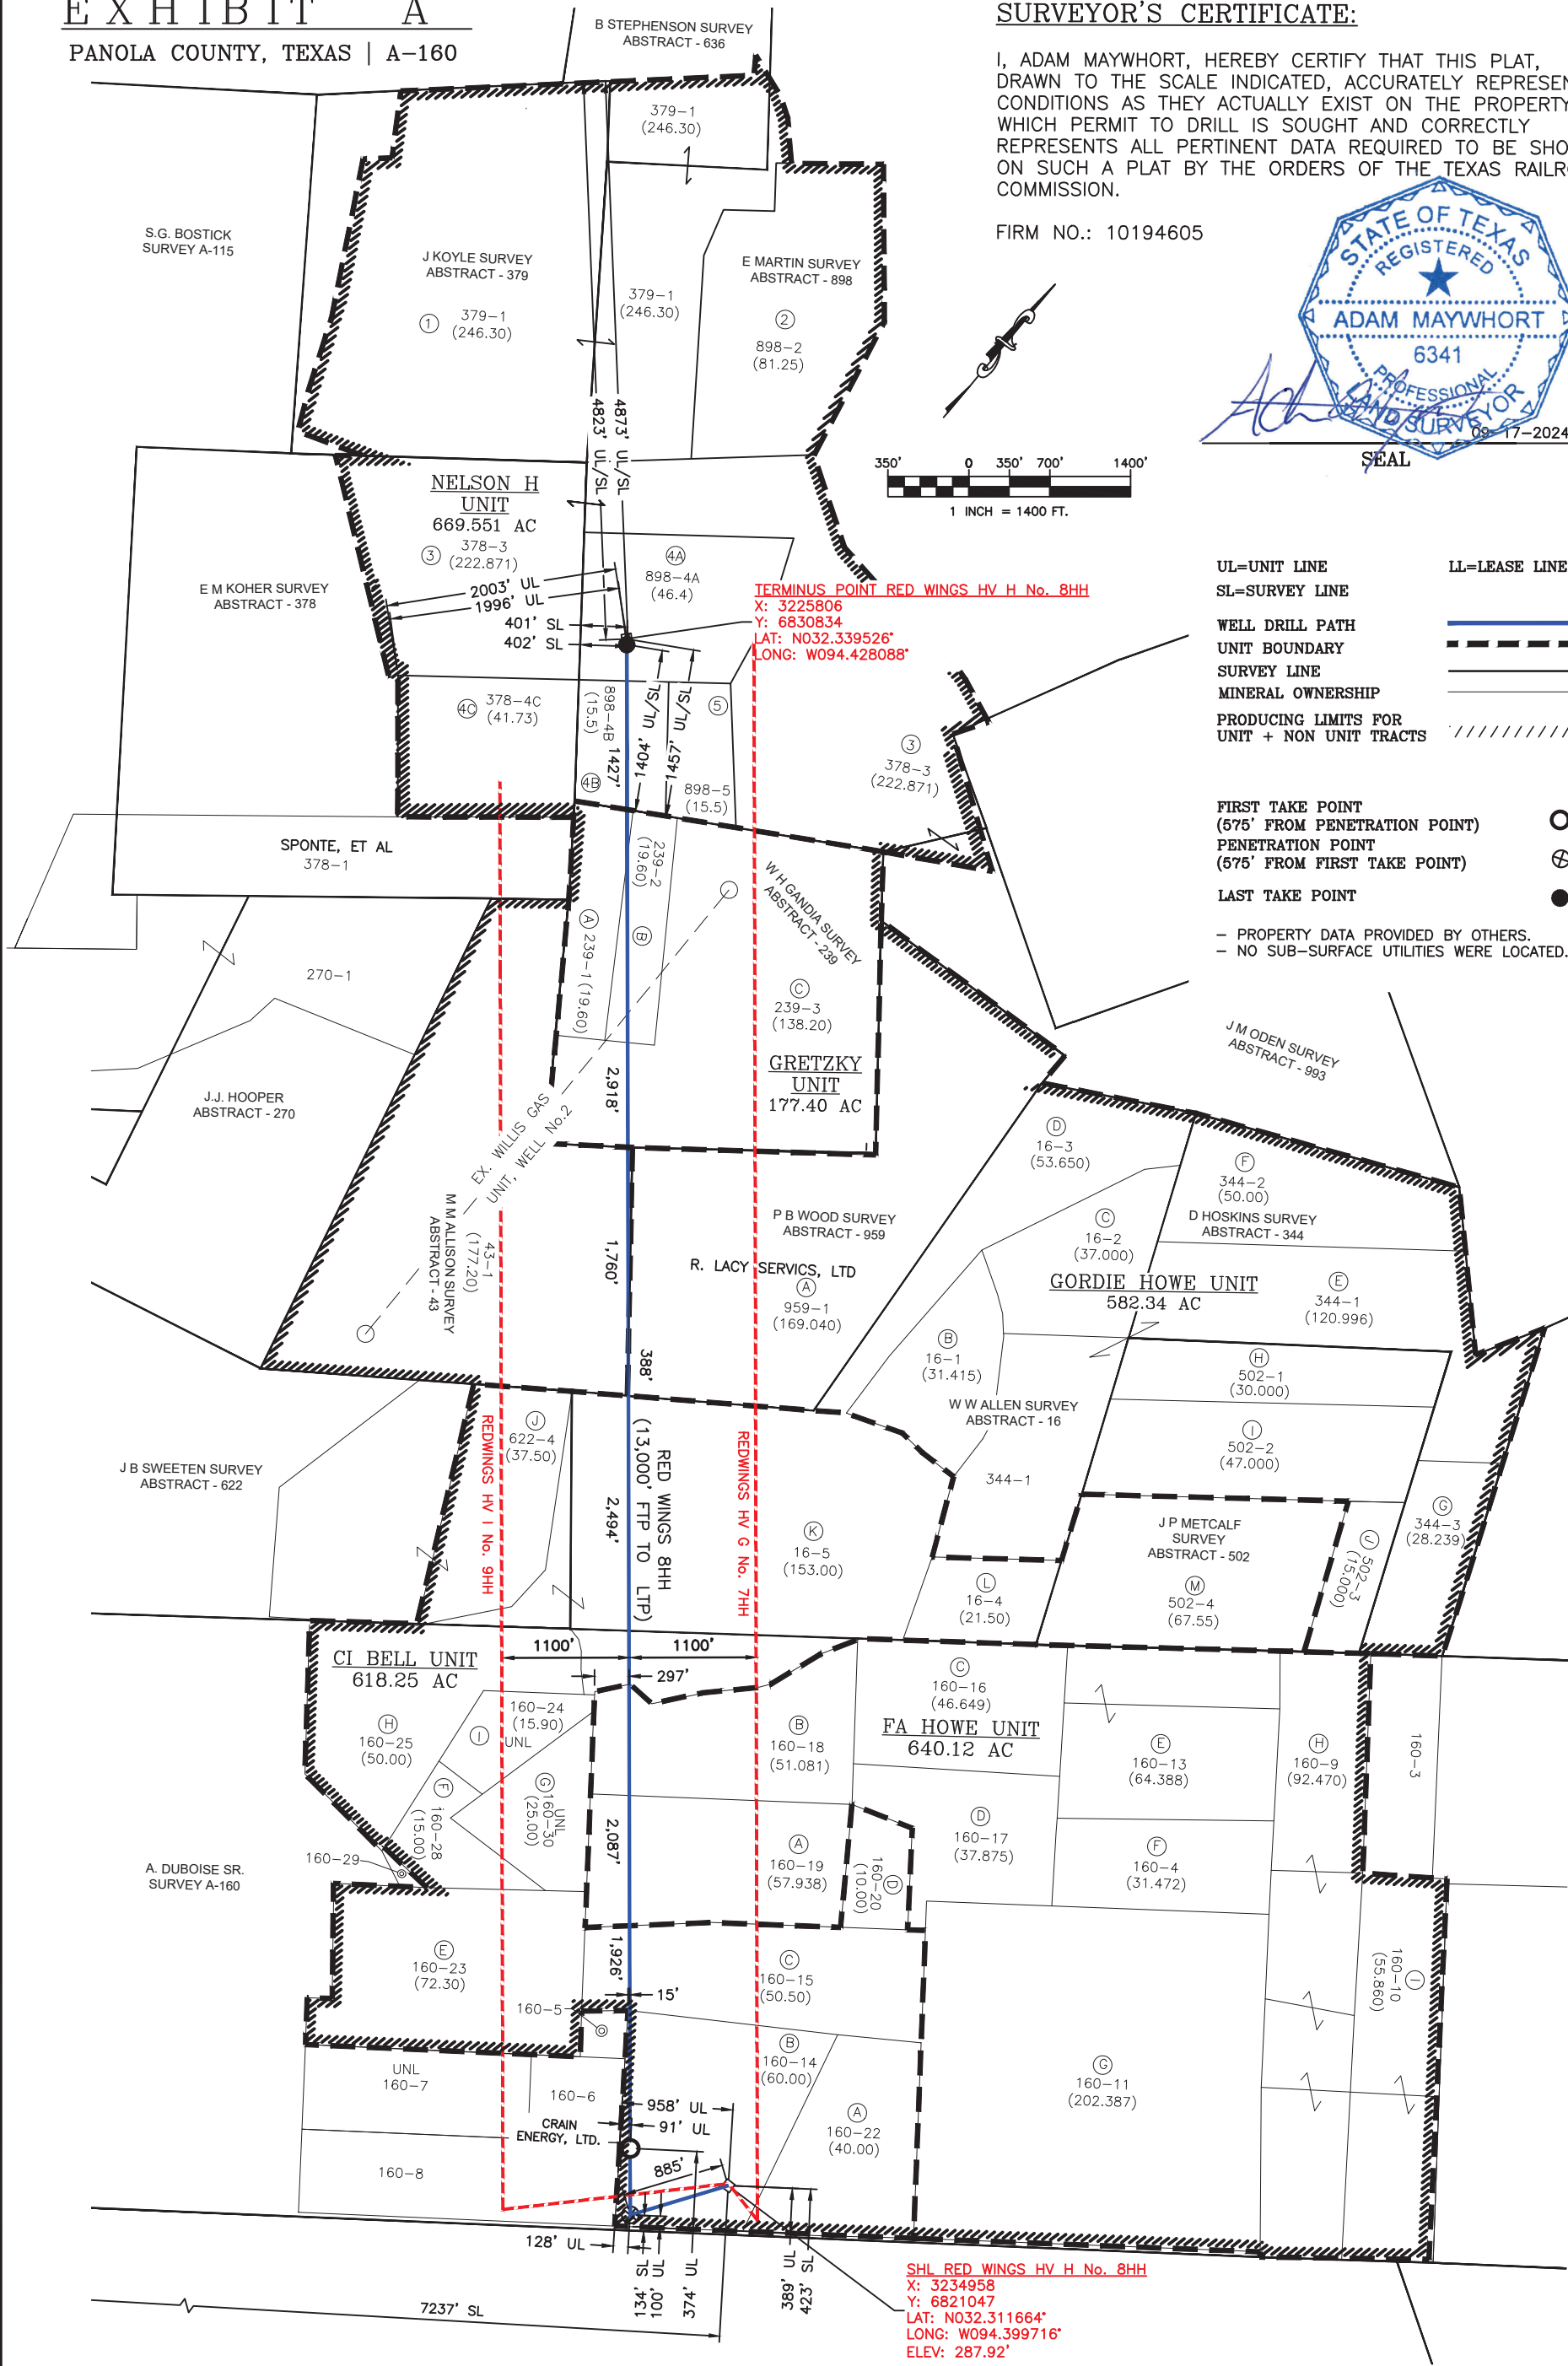 EXHIBIT A
PANOLA COUNTY, TEXAS | A-160
B STEPHENSON SURVEY
ABSTRACT - 636
SURVEYOR'S CERTIFICATE:
I, ADAM MAYWHORT, HEREBY CERTIFY THAT THIS PLAT,
DRAWN TO THE SCALE INDICATED, ACCURATELY REPRESEN
CONDITIONS AS THEY ACTUALLY EXIST ON THE PROPERTY
WHICH PERMIT TO DRILL IS SOUGHT AND CORRECTLY
REPRESENTS ALL PERTINENT DATA REQUIRED TO BE SHO
ON SUCH A PLAT BY THE ORDERS OF THE TEXAS RAILR
COMMISSION.
FIRM NO.: 10194605
STATE OF TEXAS
REGISTERED
ADAM MAYWHORT
6341
PROFESSIONAL
LAND SURVEYOR
09-17-2024
SEAL
379-1
(246.30)
S.G. BOSTICK
SURVEY A-115
J KOYLE SURVEY
ABSTRACT - 379
1
379-1
(246.30)
379-1
(246.30)
E MARTIN SURVEY
ABSTRACT - 898
2
898-2
(81.25)
4823' UL/SL
4873' UL/SL
350' 0 350' 700' 1400'
1 INCH = 1400 FT.
NELSON H
UNIT
669.551 AC
3
378-3
(222.871)
E M KOHER SURVEY
ABSTRACT - 378
2003' UL
1996' UL
401' SL
402' SL
4A
898-4A
(46.4)
TERMINUS POINT RED WINGS HV H No. 8HH
X: 3225806
Y: 6830834
LAT: N032.339526°
LONG: W094.428088°
UL=UNIT LINE
LL=LEASE LINE
SL=SURVEY LINE
WELL DRILL PATH
UNIT BOUNDARY
SURVEY LINE
MINERAL OWNERSHIP
PRODUCING LIMITS FOR
UNIT + NON UNIT TRACTS
FIRST TAKE POINT
(575' FROM PENETRATION POINT)
PENETRATION POINT
(575' FROM FIRST TAKE POINT)
LAST TAKE POINT
- PROPERTY DATA PROVIDED BY OTHERS.
- NO SUB-SURFACE UTILITIES WERE LOCATED.
4C
378-4C
(41.73)
898-4B
(15.5)
4B
1427'
1404' UL/SL
1457' UL/SL
5
898-5
(15.5)
3
378-3
(222.871)
SPONTE, ET AL
378-1
239-2
(19.60)
B
A 239-1 (19.60)
W H GANDIA SURVEY
ABSTRACT - 239
C
239-3
(138.20)
GRETZKY
UNIT
177.40 AC
270-1
J.J. HOOPER
ABSTRACT - 270
2,918'
EX. WILLIS GAS
UNIT, WELL No.2
43-1
(177.20)
M M ALLISON SURVEY
ABSTRACT - 43
J M ODEN SURVEY
ABSTRACT - 993
D
16-3
(53.650)
F
344-2
(50.00)
D HOSKINS SURVEY
ABSTRACT - 344
C
16-2
(37.000)
P B WOOD SURVEY
ABSTRACT - 959
R. LACY SERVICS, LTD
A
959-1
(169.040)
1,760'
388'
GORDIE HOWE UNIT
582.34 AC
E
344-1
(120.996)
B
16-1
(31.415)
H
502-1
(30.000)
W W ALLEN SURVEY
ABSTRACT - 16
I
502-2
(47.000)
344-1
J B SWEETEN SURVEY
ABSTRACT - 622
J
622-4
(37.50)
REDWINGS HV I No. 9HH
RED WINGS 8HH
(13,000' FTP TO LTP)
REDWINGS HV G No. 7HH
2,494'
K
16-5
(153.00)
J P METCALF
SURVEY
ABSTRACT - 502
M
502-4
(67.55)
J 502-3
(15.000)
G
344-3
(28.239)
L
16-4
(21.50)
1100' 1100'
297'
CI BELL UNIT
618.25 AC
H
160-25
(50.00)
160-24
(15.90)
I UNL
F 160-28
(15.00)
UNL
G 160-30
(25.00)
160-29
B
160-18
(51.081)
C
160-16
(46.649)
FA HOWE UNIT
640.12 AC
E
160-13
(64.388)
H
160-9
(92.470)
160-3
A. DUBOISE SR.
SURVEY A-160
2,087'
A
160-19
(57.938)
160-20 D
(10.00)
D
160-17
(37.875)
F
160-4
(31.472)
E
160-23
(72.30)
1,926'
C
160-15
(50.50)
15'
160-5
160-10 I
(55.860)
UNL
160-7
160-6
B
160-14
(60.00)
G
160-11
(202.387)
A
160-22
(40.00)
958' UL
91' UL
CRAIN
ENERGY, LTD.
885'
160-8
128' UL
134' SL
100' UL
374' UL
389' UL
423' SL
7237' SL
SHL RED WINGS HV H No. 8HH
X: 3234958
Y: 6821047
LAT: N032.311664°
LONG: W094.399716°
ELEV: 287.92'